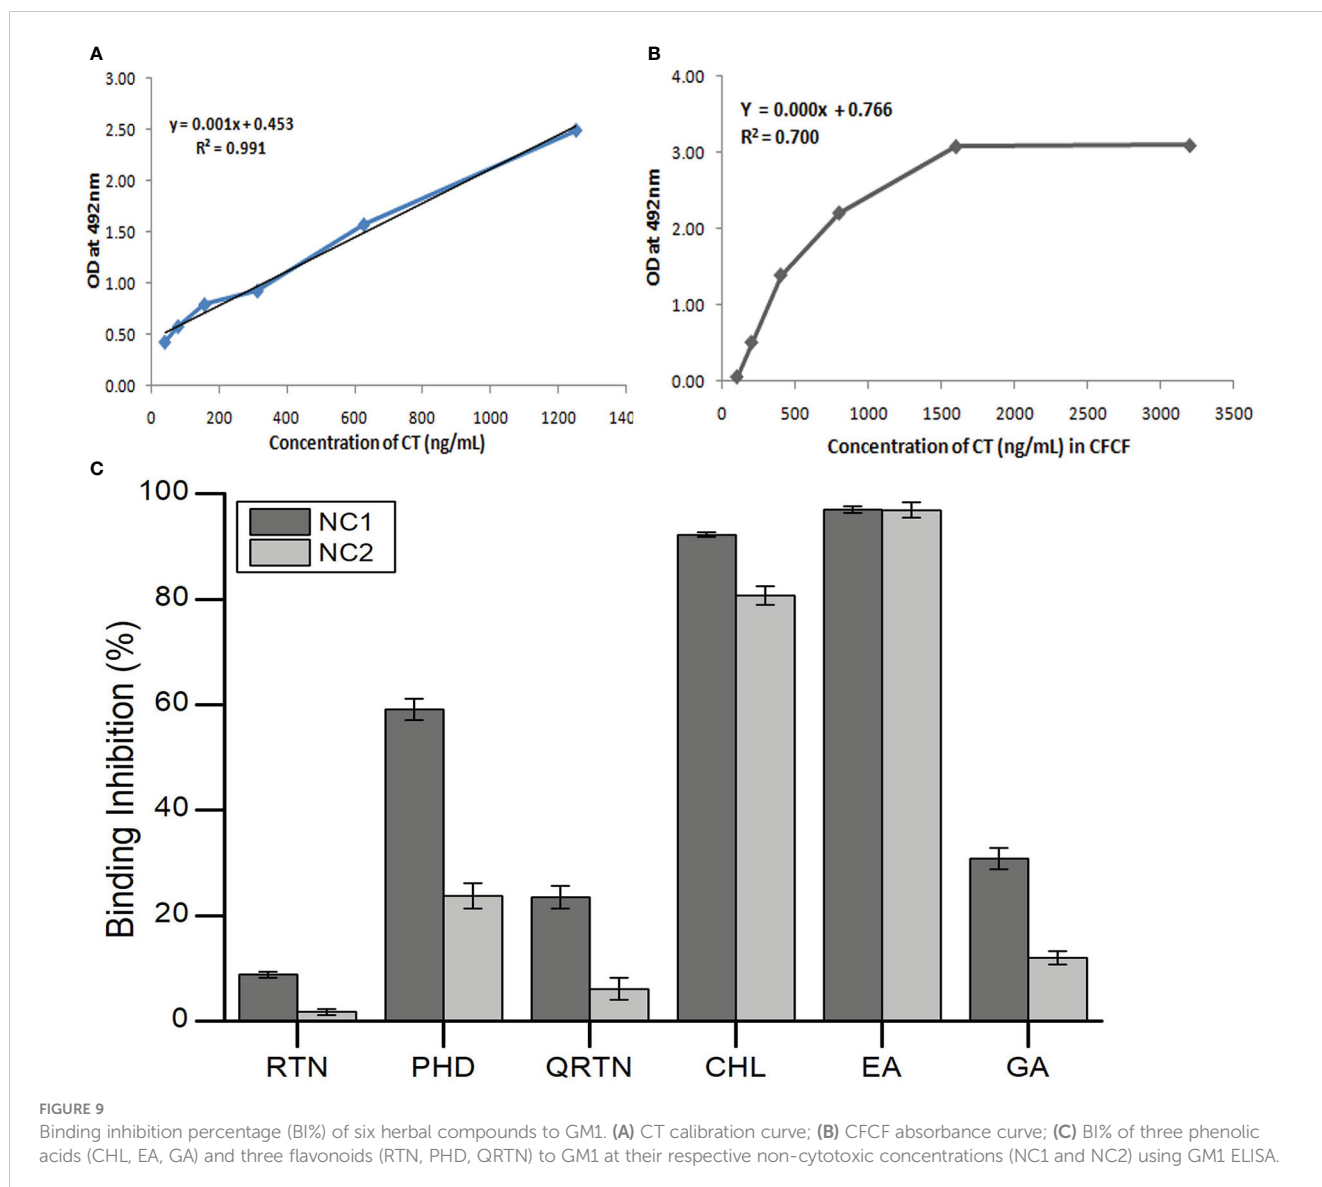 A
3.00
2.50
2.00
1.50
1.00
0.50
0.00
OD at 492nm
y = 0.001x + 0.453
R² = 0.991
0 200 400 600 800 1000 1200 140
Concentration of CT (ng/mL)
B
4.00
3.00
2.00
1.00
0.00
OD at 492nm
Y = 0.000x + 0.766
R² = 0.700
0 500 1000 1500 2000 2500 3000 3500
Concentration of CT (ng/mL) in CFCF
C
100
80
60
40
20
0
Binding Inhibition (%)
NC1
NC2
RTN PHD QRTN CHL EA GA
FIGURE 9
Binding inhibition percentage (BI%) of six herbal compounds to GM1. (A) CT calibration curve; (B) CFCF absorbance curve; (C) BI% of three phenolic
acids (CHL, EA, GA) and three flavonoids (RTN, PHD, QRTN) to GM1 at their respective non-cytotoxic concentrations (NC1 and NC2) using GM1 ELISA.